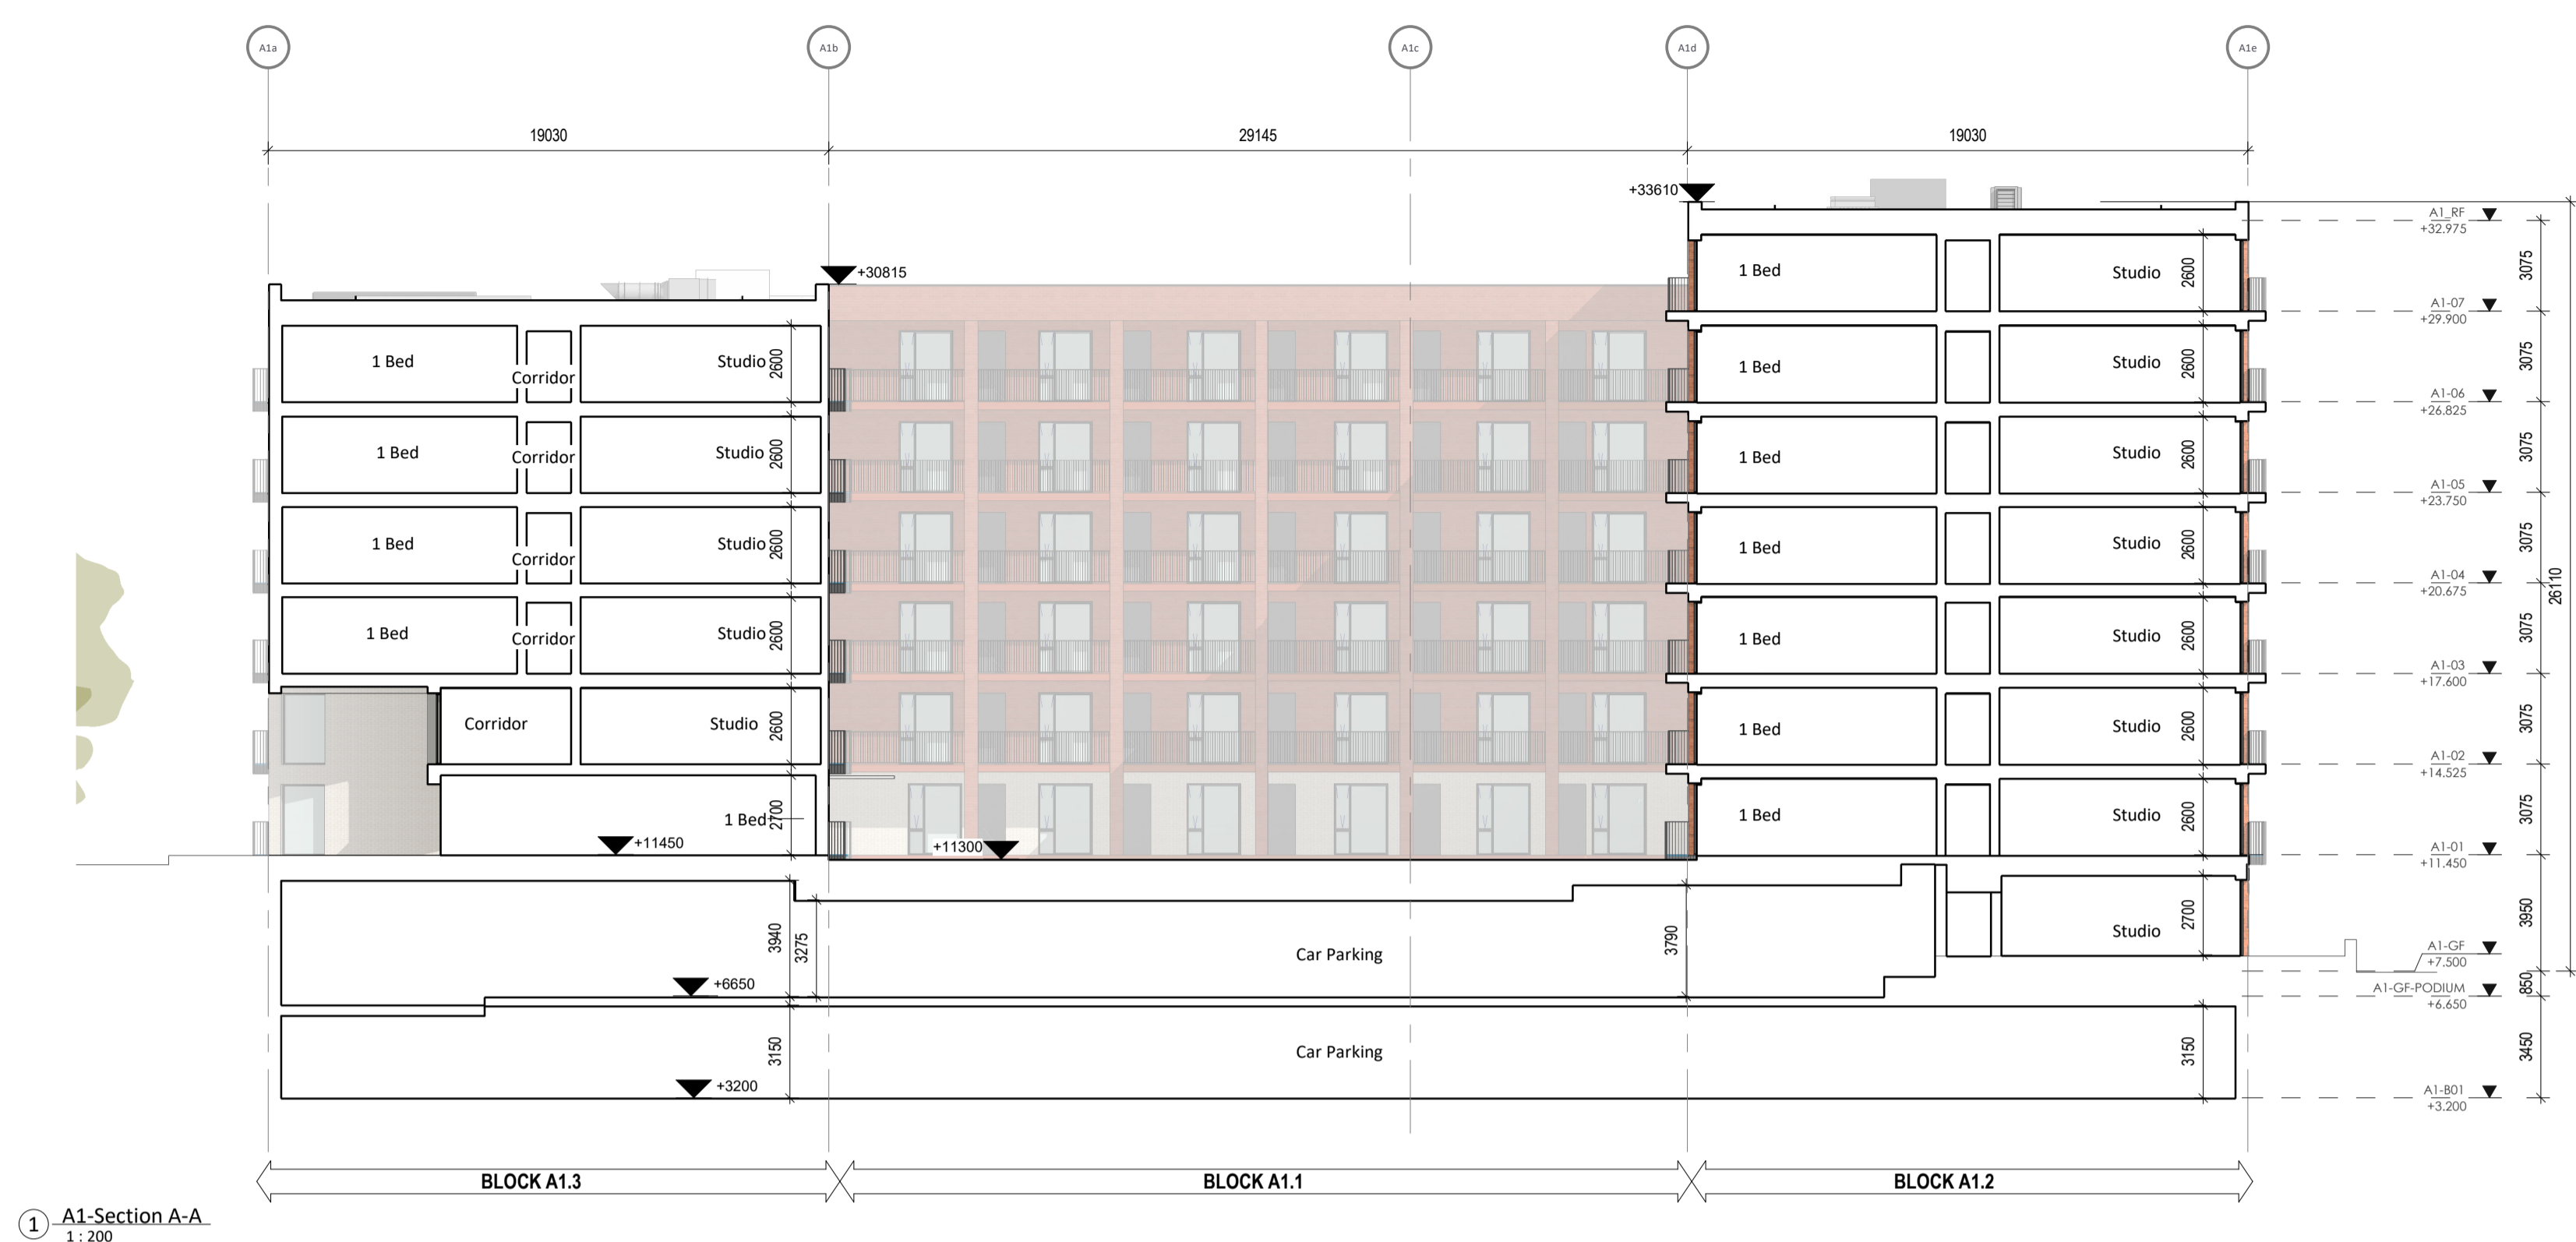 A1a
A1b
A1c
A1d
A1e
19030
29145
19030
+33610
A1_RF
+32.975
+30815
1 Bed
Studio
2600
3075
A1-07
+29.900
1 Bed
Corridor
Studio
2600
1 Bed
Studio
2600
3075
A1-06
+26.825
1 Bed
Corridor
Studio
2600
1 Bed
Studio
2600
3075
A1-05
+23.750
1 Bed
Corridor
Studio
2600
1 Bed
Studio
2600
3075
A1-04
+20.675
26110
1 Bed
Corridor
Studio
2600
1 Bed
Studio
2600
3075
A1-03
+17.600
Corridor
Studio
2600
1 Bed
Studio
2600
3075
A1-02
+14.525
1 Bed
2700
1 Bed
Studio
2600
3075
+11450
+11300
A1-01
+11.450
3940
3275
Car Parking
3790
Studio
2700
3950
A1-GF
+7.500
850
+6650
A1-GF-PODIUM
+6.650
3150
Car Parking
3150
3450
+3200
A1-B01
+3.200
BLOCK A1.3
BLOCK A1.1
BLOCK A1.2
1
A1-Section A-A
1 : 200